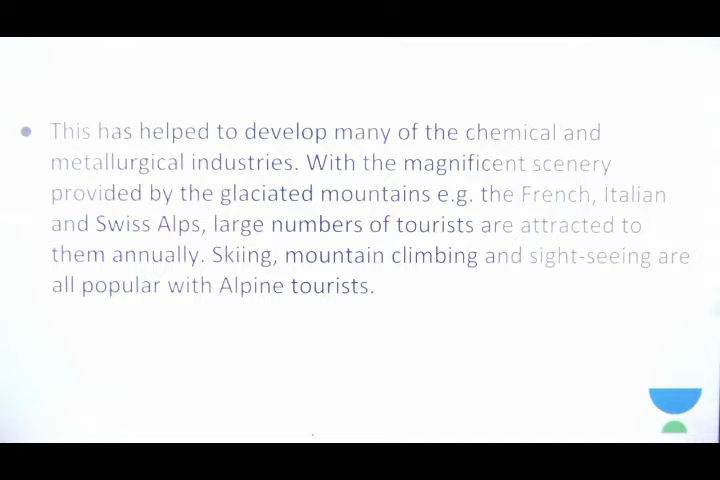 This has helped to develop many of the chemical and
metallurgical industries. With the magnificent scenery
provided by the glaciated mountains e.g. the French, Italian
and Swiss Alps, large numbers of tourists are attracted to
them annually. Skiing, mountain climbing and sight-seeing are
all popular with Alpine tourists.